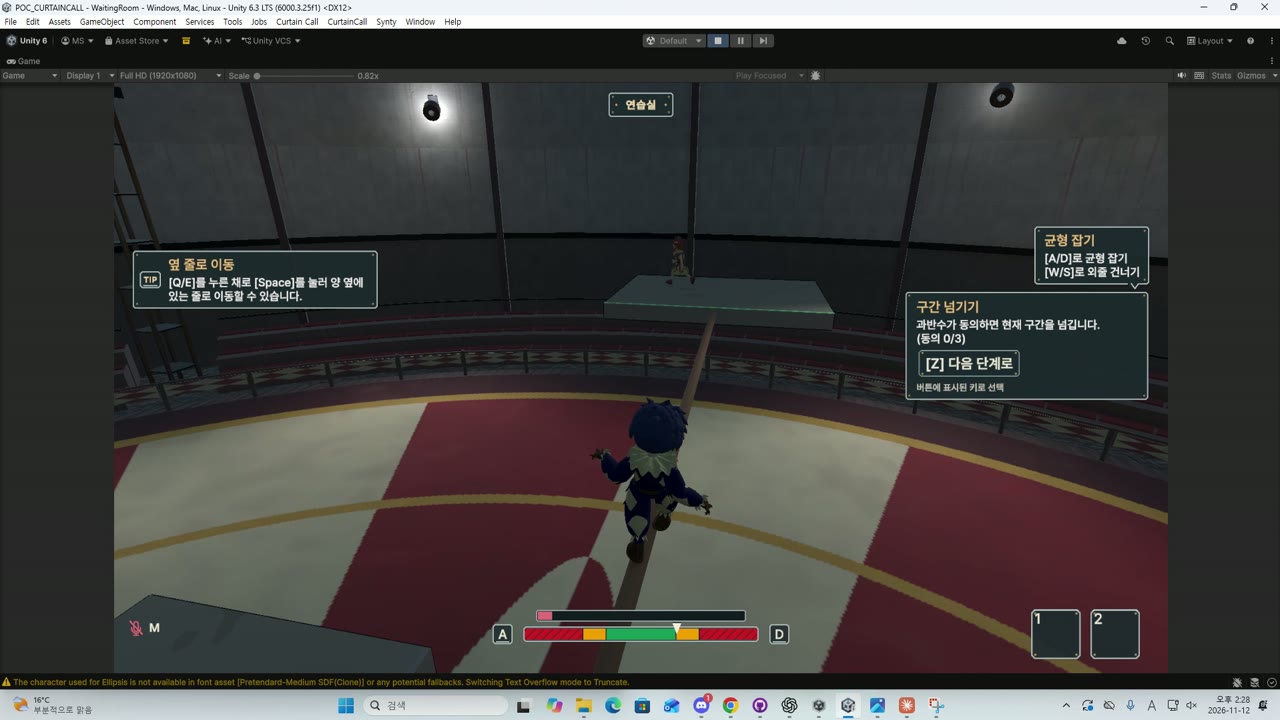 POC_CURTAINCALL - WaitingRoom - Windows, Mac, Linux - Unity 6.3 LTS (6000.3.25f1) <DX12>
File Edit Assets GameObject Component Services Tools Jobs Curtain Call CurtainCall Synty Window Help
Unity 6 MS Asset Store AI Unity VCS Default Layout
Game
Game Display 1 Full HD (1920x1080) Scale 0.82x Play Focused Stats Gizmos
연습실
균형 잡기
[A/D]로 균형 잡기
[W/S]로 외줄 건너기
옆 줄로 이동
TIP
[Q/E]를 누른 채로 [Space]를 눌러 양 옆에
있는 줄로 이동할 수 있습니다.
구간 넘기기
과반수가 동의하면 현재 구간을 넘깁니다.
(동의 0/3)
[Z] 다음 단계로
버튼에 표시된 키로 선택
M
A D
1 2
The character used for Ellipsis is not available in font asset [Pretendard-Medium SDF(Clone)] or any potential fallbacks. Switching Text Overflow mode to Truncate.
16°C
부분적으로 맑음
검색
1
A
오후 2:28
2026-11-12